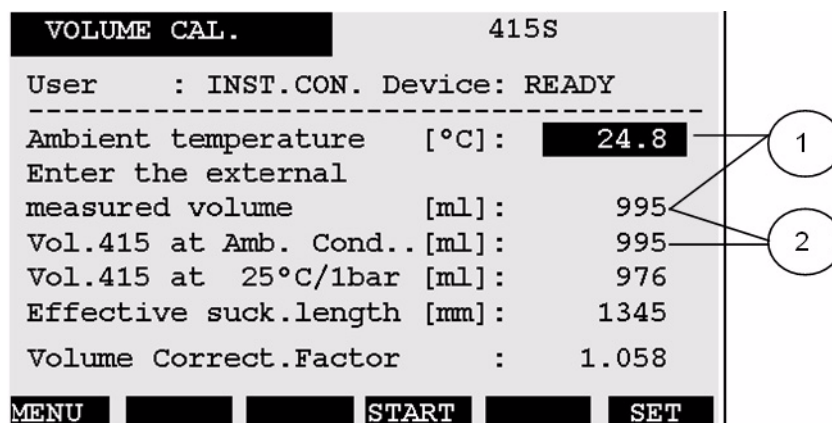 VOLUME CAL. 415S
User : INST.CON. Device: READY
Ambient temperature [°C]: 24.8
Enter the external
measured volume [ml]: 995
Vol.415 at Amb. Cond..[ml]: 995
Vol.415 at 25°C/1bar [ml]: 976
Effective suck.length [mm]: 1345
Volume Correct.Factor : 1.058
MENU START SET
1
2